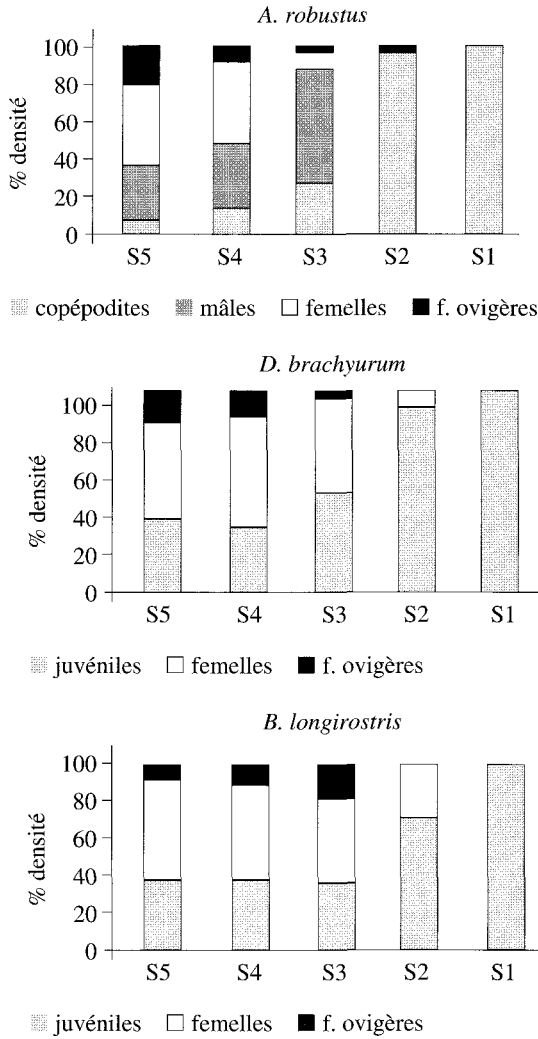 A. robustus
% densité
100
80
60
40
20
0
S5 S4 S3 S2 S1
copépodites mâles femelles f. ovigères
D. brachyurum
% densité
100
80
60
40
20
0
S5 S4 S3 S2 S1
juvéniles femelles f. ovigères
B. longirostris
% densité
100
80
60
40
20
0
S5 S4 S3 S2 S1
juvéniles femelles f. ovigères